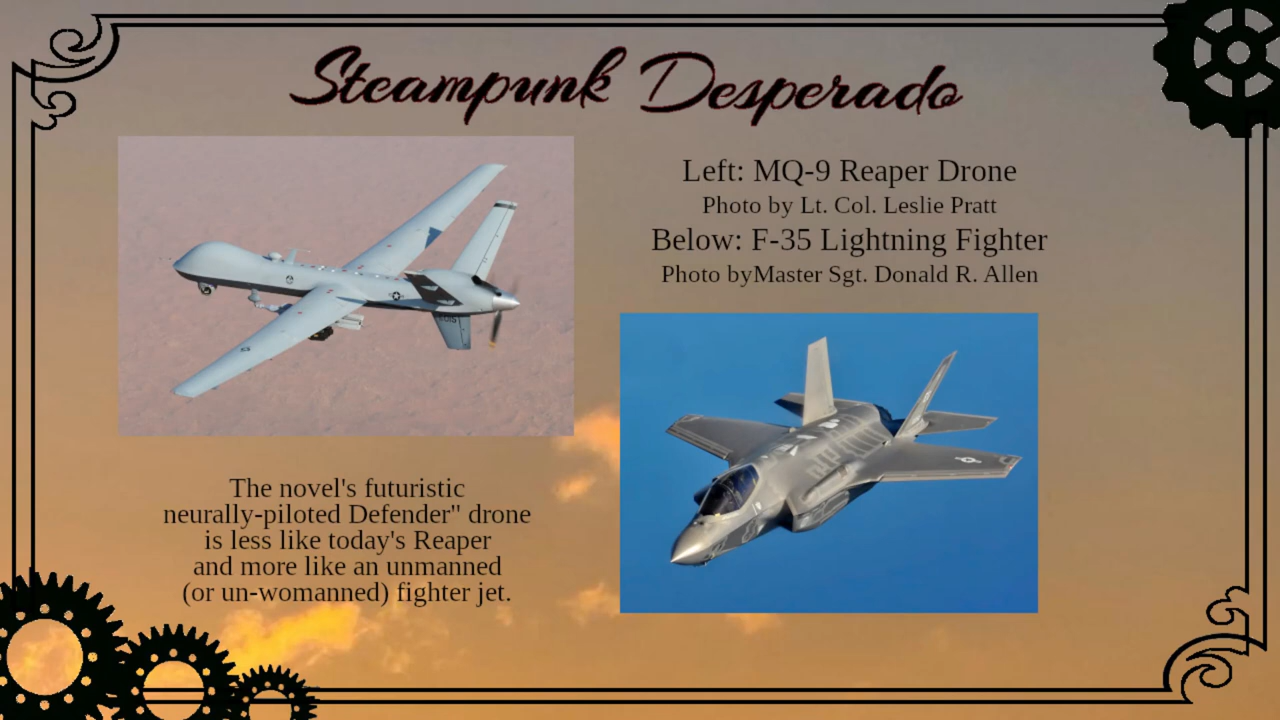 Steampunk Desperado
Left: MQ-9 Reaper Drone
Photo by Lt. Col. Leslie Pratt
Below: F-35 Lightning Fighter
Photo byMaster Sgt. Donald R. Allen
The novel's futuristic
neurally-piloted Defender" drone
is less like today's Reaper
and more like an unmanned
(or un-womanned) fighter jet.